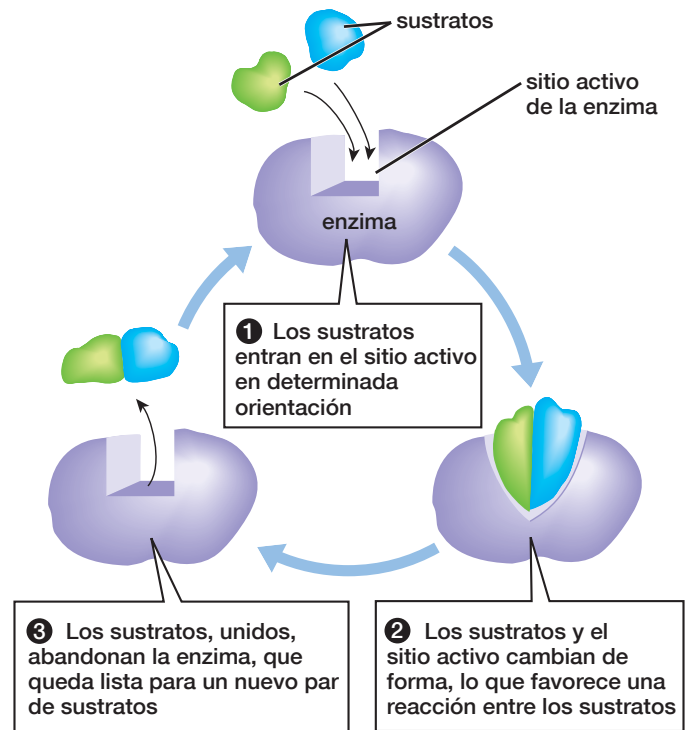 sustratos
sitio activo
de la enzima
enzima
1 Los sustratos
entran en el sitio activo
en determinada
orientación
2 Los sustratos y el
sitio activo cambian de
forma, lo que favorece una
reacción entre los sustratos
3 Los sustratos, unidos,
abandonan la enzima, que
queda lista para un nuevo par
de sustratos